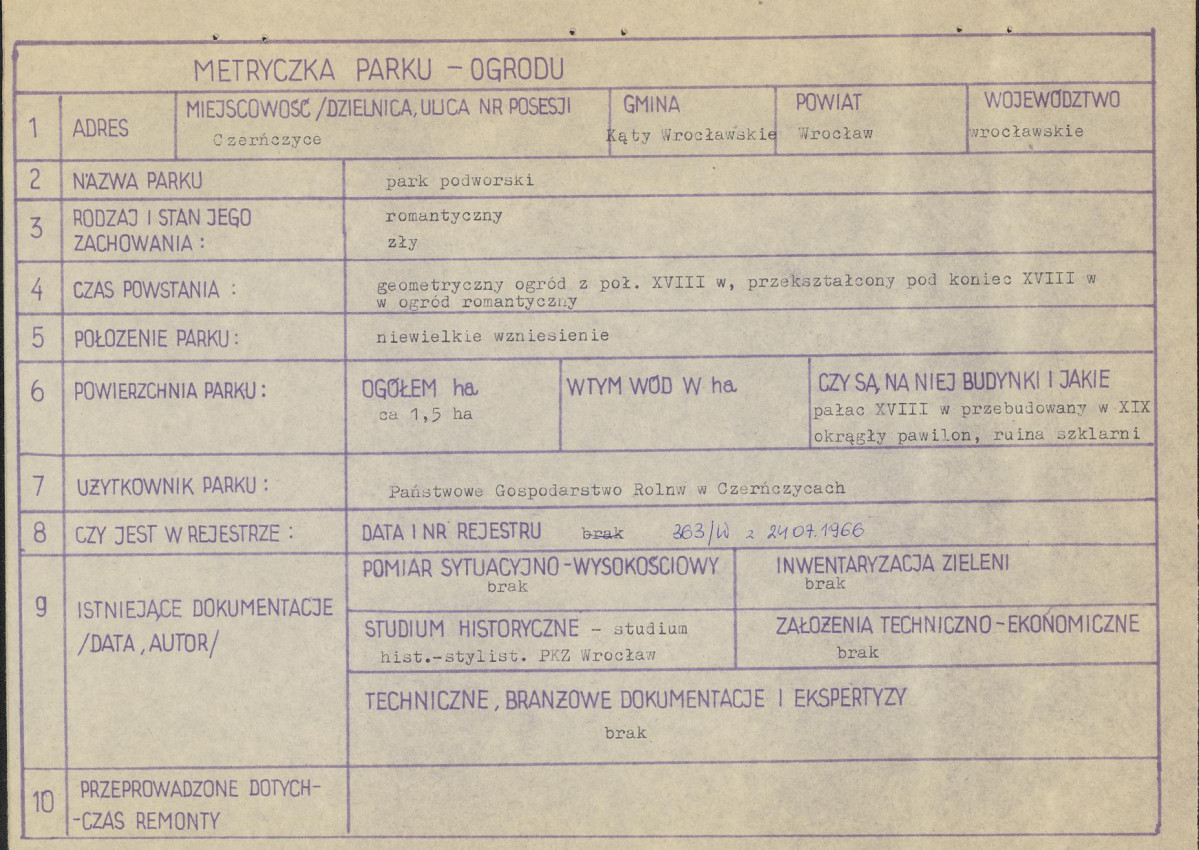 METRYCZKA PARKU – OGRODU
1 ADRES
MIEJSCOWOŚĆ /DZIELNICA, ULICA NR POSESJI
Czerńczyce
GMINA
Kąty Wrocławskie
POWIAT
Wrocław
WOJEWÓDZTWO
wrocławskie
2 NAZWA PARKU
park podworski
3 RODZAJ I STAN JEGO
ZACHOWANIA :
romantyczny
zły
4 CZAS POWSTANIA :
geometryczny ogród z poł. XVIII w, przekształcony pod koniec XVIII w
w ogród romantyczny
5 POŁOŻENIE PARKU :
niewielkie wzniesienie
6 POWIERZCHNIA PARKU :
OGÓŁEM ha
ca 1,5 ha
W TYM WÓD W ha
CZY SĄ NA NIEJ BUDYNKI I JAKIE
pałac XVIII w przebudowany w XIX
okrągły pawilon, ruina szklarni
7 UŻYTKOWNIK PARKU :
Państwowe Gospodarstwo Rolnw w Czerńczycach
8 CZY JEST W REJESTRZE :
DATA I NR REJESTRU brak 363/W z 24.07.1966
9 ISTNIEJĄCE DOKUMENTACJE
/DATA, AUTOR/
POMIAR SYTUACYJNO-WYSOKOŚCIOWY
brak
INWENTARYZACJA ZIELENI
brak
STUDIUM HISTORYCZNE – studium
hist.-stylist. PKZ Wrocław
ZAŁOŻENIA TECHNICZNO-EKONOMICZNE
brak
TECHNICZNE, BRANŻOWE DOKUMENTACJE I EKSPERTYZY
brak
10 PRZEPROWADZONE DOTYCH-
-CZAS REMONTY